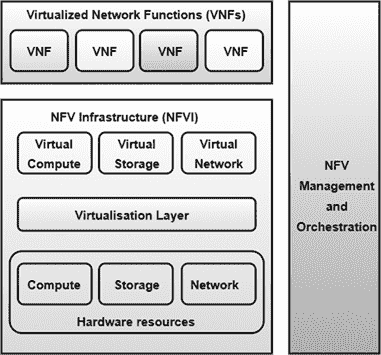 Virtualized Network Functions (VNFs)
VNF VNF VNF VNF
NFV Infrastructure (NFVI)
Virtual Compute
Virtual Storage
Virtual Network
Virtualisation Layer
Compute Storage Network
Hardware resources
NFV
Management
and
Orchestration